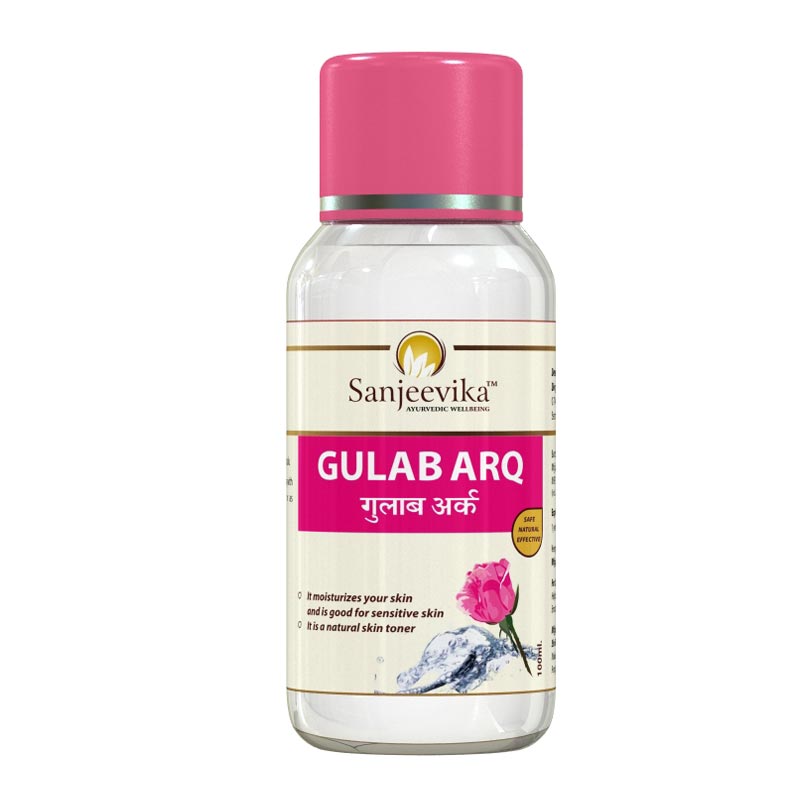 Sanjeevika™
AYURVEDIC WELLBEING
GULAB ARQ
गुलाब अर्क
SAFE
NATURAL
EFFECTIVE
It moisturizes your skin
and is good for sensitive skin
It is a natural skin toner
100ml.